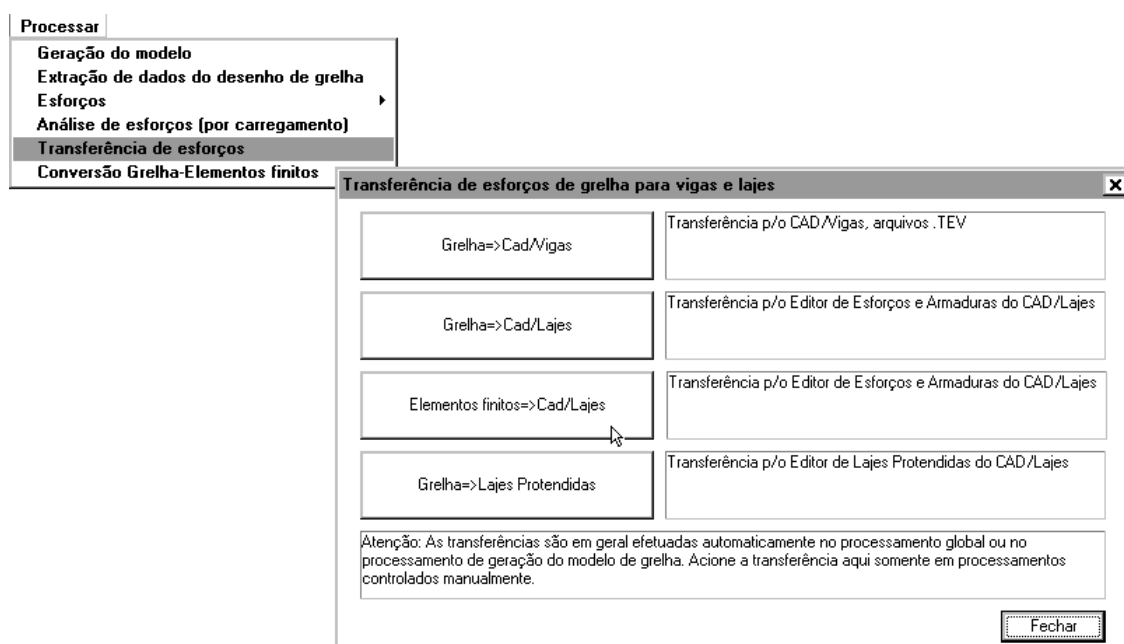 Processar
Geração do modelo
Extração de dados do desenho de grelha
Esforços
Análise de esforços (por carregamento)
Transferência de esforços
Conversão Grelha-Elementos finitos
Transferência de esforços de grelha para vigas e lajes
Grelha=>Cad/Vigas
Transferência p/o CAD/Vigas, arquivos .TEV
Grelha=>Cad/Lajes
Transferência p/o Editor de Esforços e Armaduras do CAD/Lajes
Elementos finitos=>Cad/Lajes
Transferência p/o Editor de Esforços e Armaduras do CAD/Lajes
Grelha=>Lajes Protendidas
Transferência p/o Editor de Lajes Protendidas do CAD/Lajes
Atenção: As transferências são em geral efetuadas automaticamente no processamento global ou no
processamento de geração do modelo de grelha. Acione a transferência aqui somente em processamentos
controlados manualmente.
Fechar